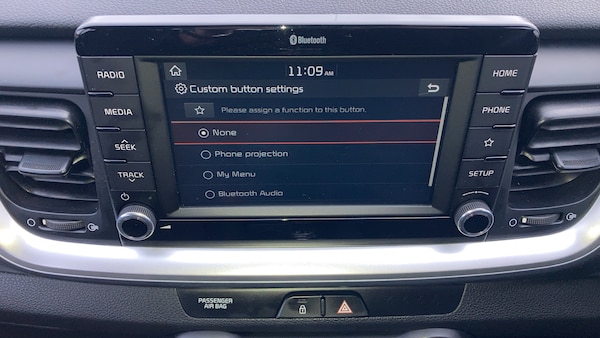 Bluetooth
RADIO
MEDIA
SEEK
TRACK
11:09 AM
Custom button settings
Please assign a function to this button.
None
Phone projection
My Menu
Bluetooth Audio
HOME
PHONE
SETUP
PASSENGER
AIR BAG